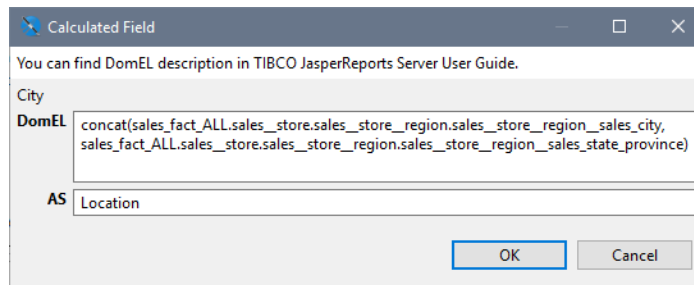 Calculated Field
You can find DomEL description in TIBCO JasperReports Server User Guide.
City
DomEL concat(sales_fact_ALL.sales__store.sales__store__region.sales__store__region__sales_city,
sales_fact_ALL.sales__store.sales__store__region.sales__store__region__sales_state_province)
AS Location
OK Cancel